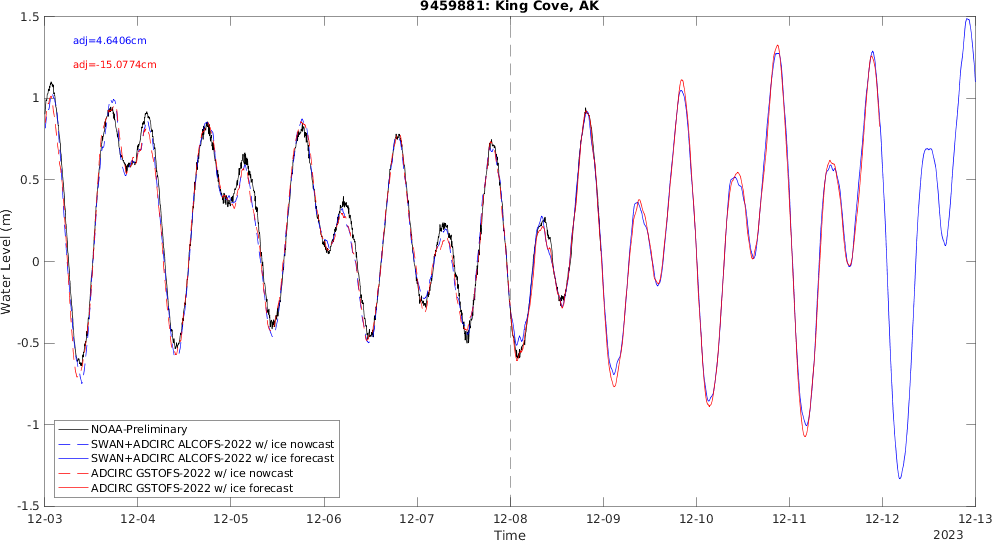 9459881: King Cove, AK
adj=4.6406cm
adj=-15.0774cm
Water Level (m)
1.5
1
0.5
0
-0.5
-1
-1.5
NOAA-Preliminary
SWAN+ADCIRC ALCOFS-2022 w/ ice nowcast
SWAN+ADCIRC ALCOFS-2022 w/ ice forecast
ADCIRC GSTOFS-2022 w/ ice nowcast
ADCIRC GSTOFS-2022 w/ ice forecast
12-03 12-04 12-05 12-06 12-07 12-08 12-09 12-10 12-11 12-12 12-13
Time
2023